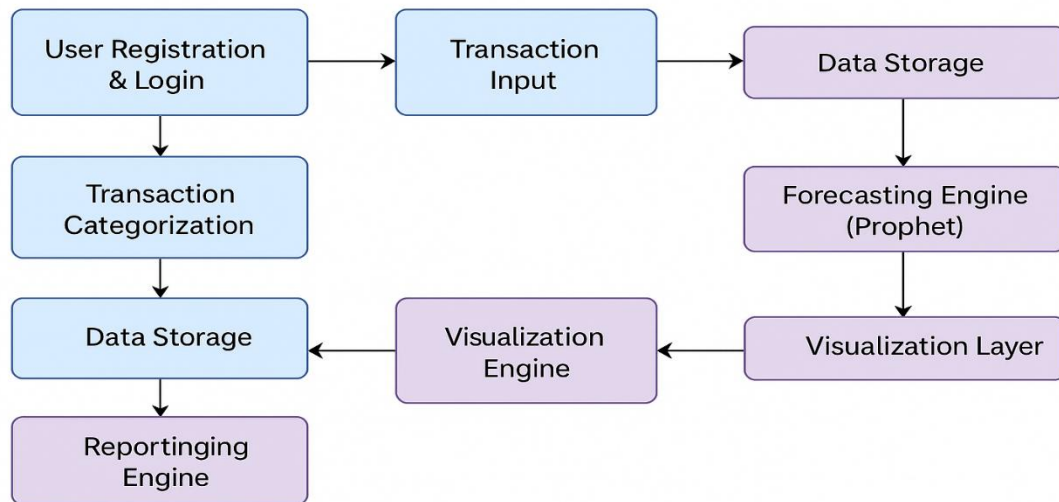 User Registration
& Login
Transaction
Input
Data Storage
Transaction
Categorization
Forecasting Engine
(Prophet)
Data Storage
Visualization
Engine
Visualization Layer
Reportinging
Engine